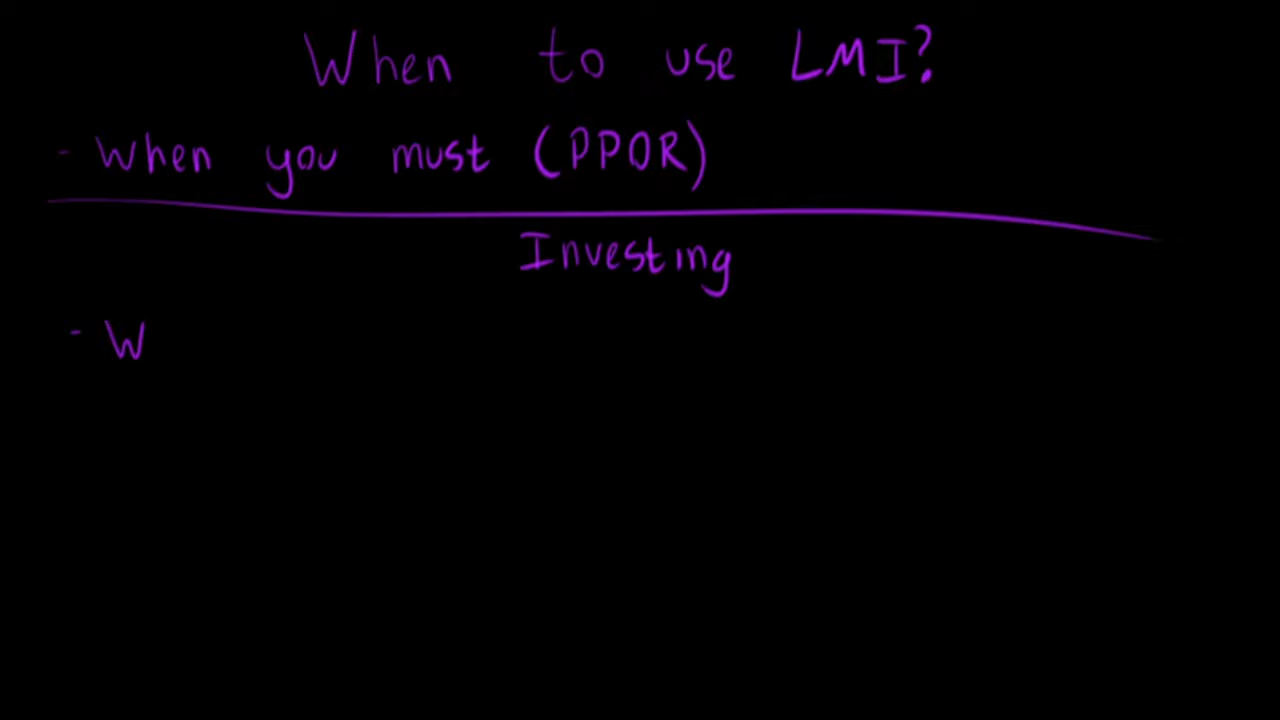 When to use LMI?
- When you must (PPOR)
Investing
- W